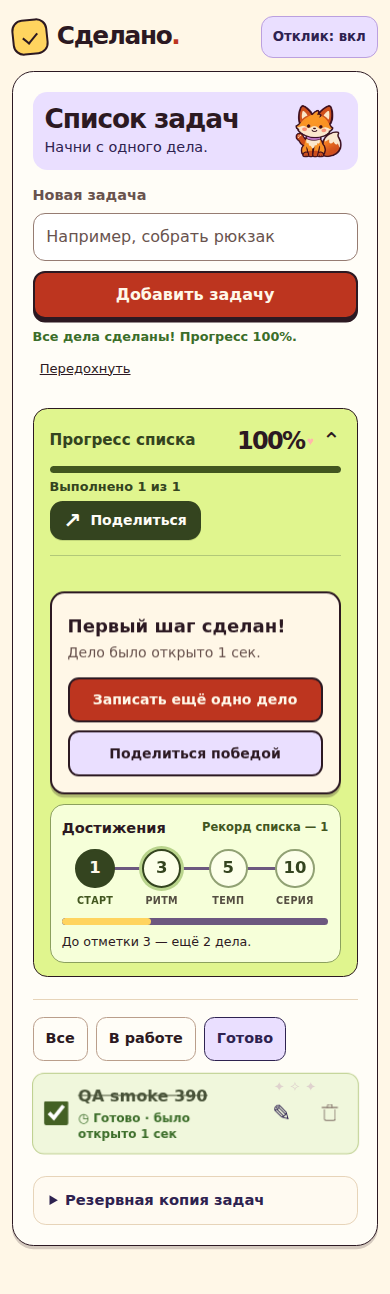 Сделано.
Отклик: вкл
Список задач
Начни с одного дела.
Новая задача
Например, собрать рюкзак
Добавить задачу
Все дела сделаны! Прогресс 100%.
Передохнуть
Прогресс списка 100%
Выполнено 1 из 1
↗ Поделиться
Первый шаг сделан!
Дело было открыто 1 сек.
Записать ещё одно дело
Поделиться победой
Достижения Рекорд списка — 1
1 3 5 10
СТАРТ РИТМ ТЕМП СЕРИЯ
До отметки 3 — ещё 2 дела.
Все В работе Готово
QA smoke 390
Готово · было
открыто 1 сек
Резервная копия задач